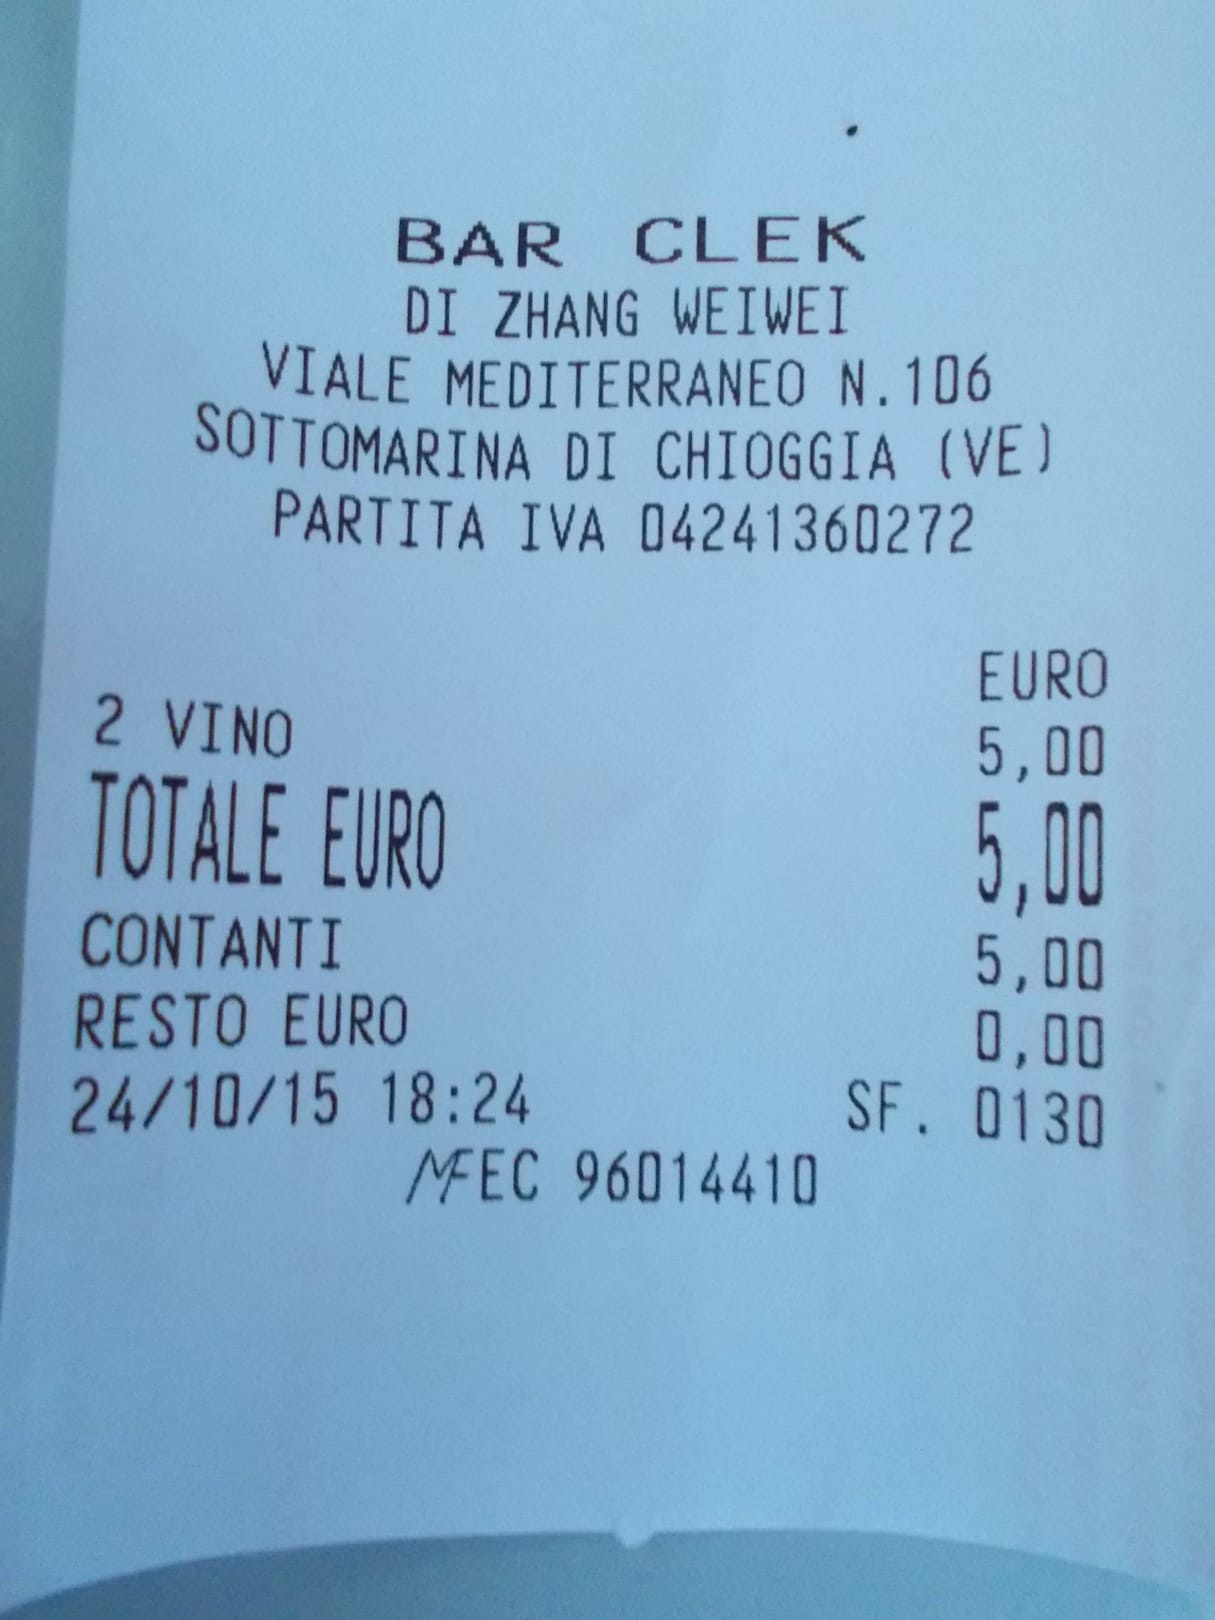 BAR CLEK
DI ZHANG WEIWEI
VIALE MEDITERRANEO N.106
SOTTOMARINA DI CHIOGGIA (VE)
PARTITA IVA 04241360272
EURO
2 VINO 5,00
TOTALE EURO 5,00
CONTANTI 5,00
RESTO EURO 0,00
24/10/15 18:24 SF. 0130
MFEC 96014410